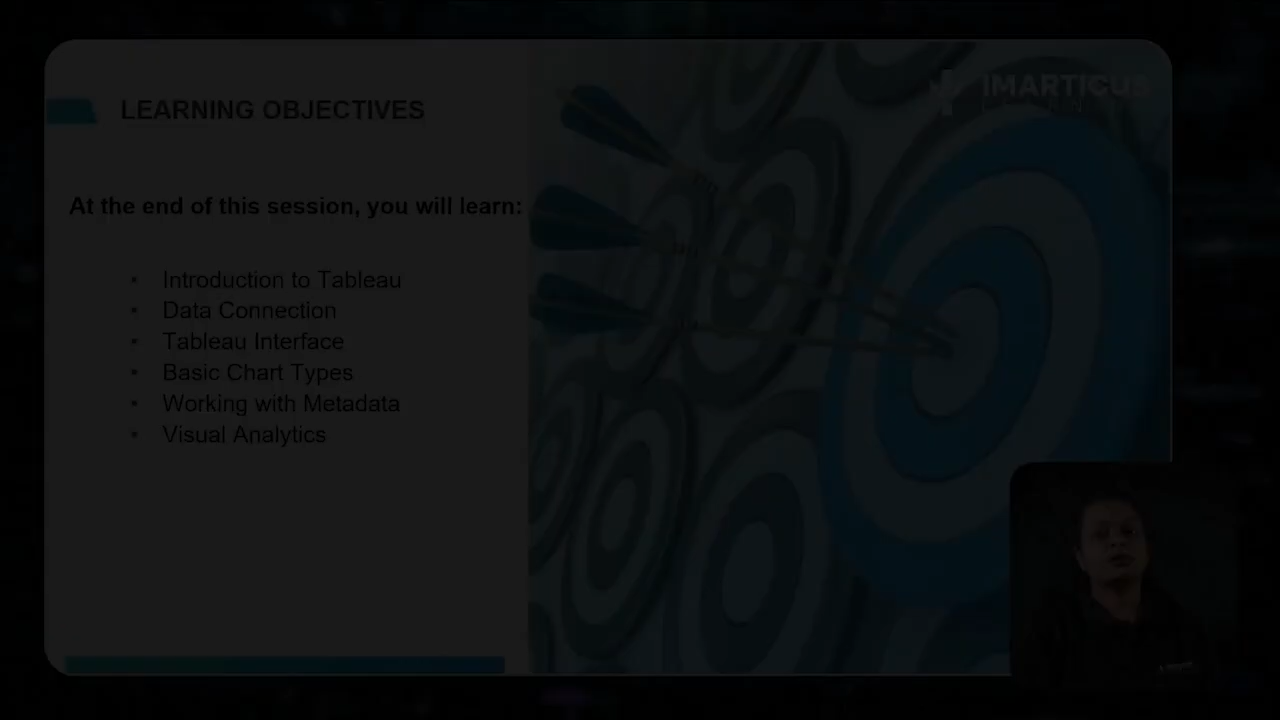 LEARNING OBJECTIVES
IMARTICUS
At the end of this session, you will learn:
• Introduction to Tableau
• Data Connection
• Tableau Interface
• Basic Chart Types
• Working with Metadata
• Visual Analytics